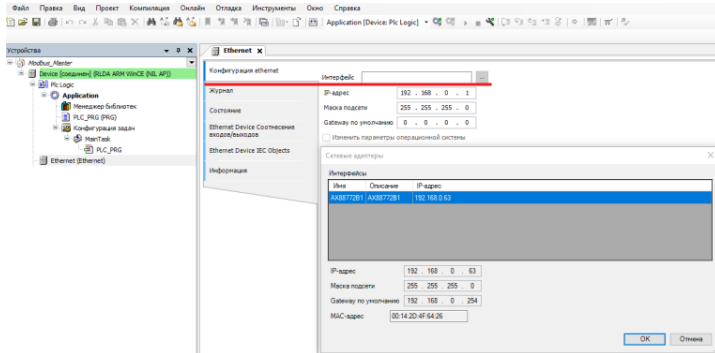 Файл Правка Вид Проект Компиляция Онлайн Отладка Инструменты Окно Справка
Application [Device: Plc Logic]
Устройства
Ethernet
Modbus_Master
Device [соединен] (RLDA ARM WinCE (NIL AP))
Plc Logic
Application
Менеджер библиотек
PLC_PRG (PRG)
Конфигурация задач
MainTask
PLC_PRG
Ethernet (Ethernet)
Конфигурация ethernet
Журнал
Состояние
Ethernet Device Соотнесение
входов/выходов
Ethernet Device IEC Objects
Информация
Интерфейс ...
IP-адрес 192 . 168 . 0 . 1
Маска подсети 255 . 255 . 255 . 0
Gateway по умолчанию 0 . 0 . 0 . 0
Изменить параметры операционной системы
Сетевые адаптеры
Интерфейсы
Имя Описание IP-адрес
AX88772B1 AX88772B1 192.168.0.63
IP-адрес 192 . 168 . 0 . 63
Маска подсети 255 . 255 . 255 . 0
Gateway по умолчанию 192 . 168 . 0 . 254
MAC-адрес 00:14:2D:4F:64:26
OK Отмена